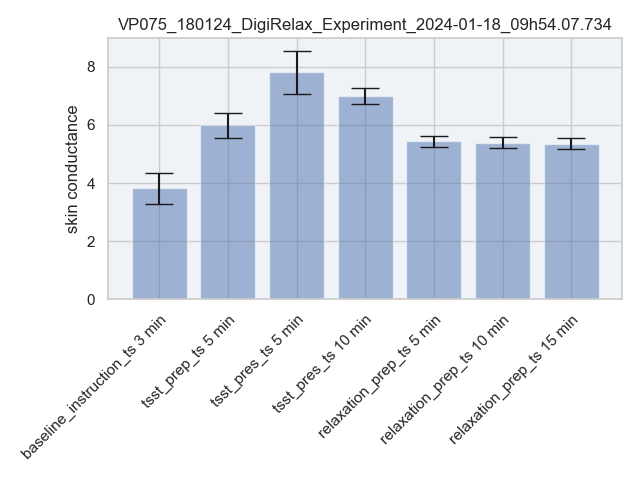 VP075_180124_DigiRelax_Experiment_2024-01-18_09h54.07.734
skin conductance
8
6
4
2
0
baseline_instruction_ts 3 min
tsst_prep_ts 5 min
tsst_pres_ts 5 min
tsst_pres_ts 10 min
relaxation_prep_ts 5 min
relaxation_prep_ts 10 min
relaxation_prep_ts 15 min